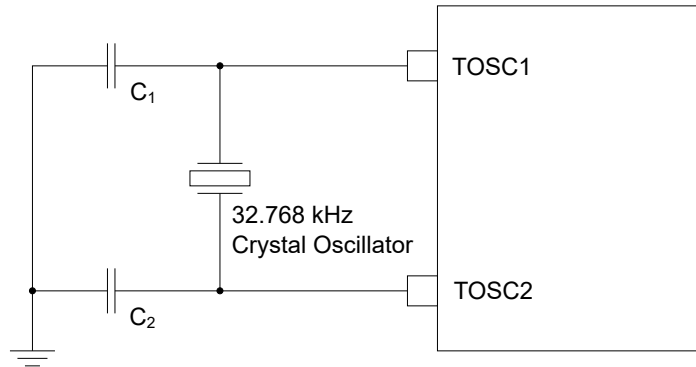 TOSC1
C₁
32.768 kHz
Crystal Oscillator
TOSC2
C₂